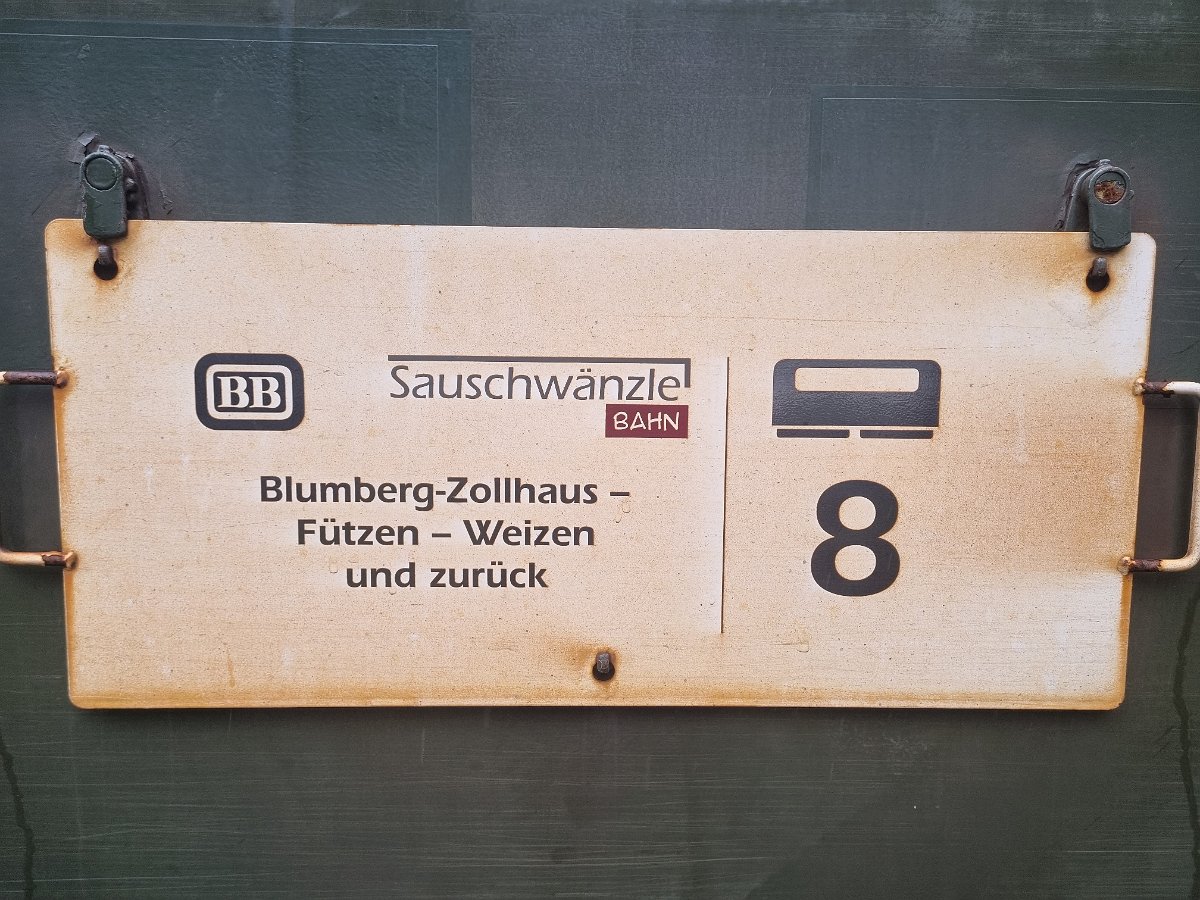 BB
Sauschwänzle
BAHN
Blumberg-Zollhaus –
Fützen – Weizen
und zurück
8